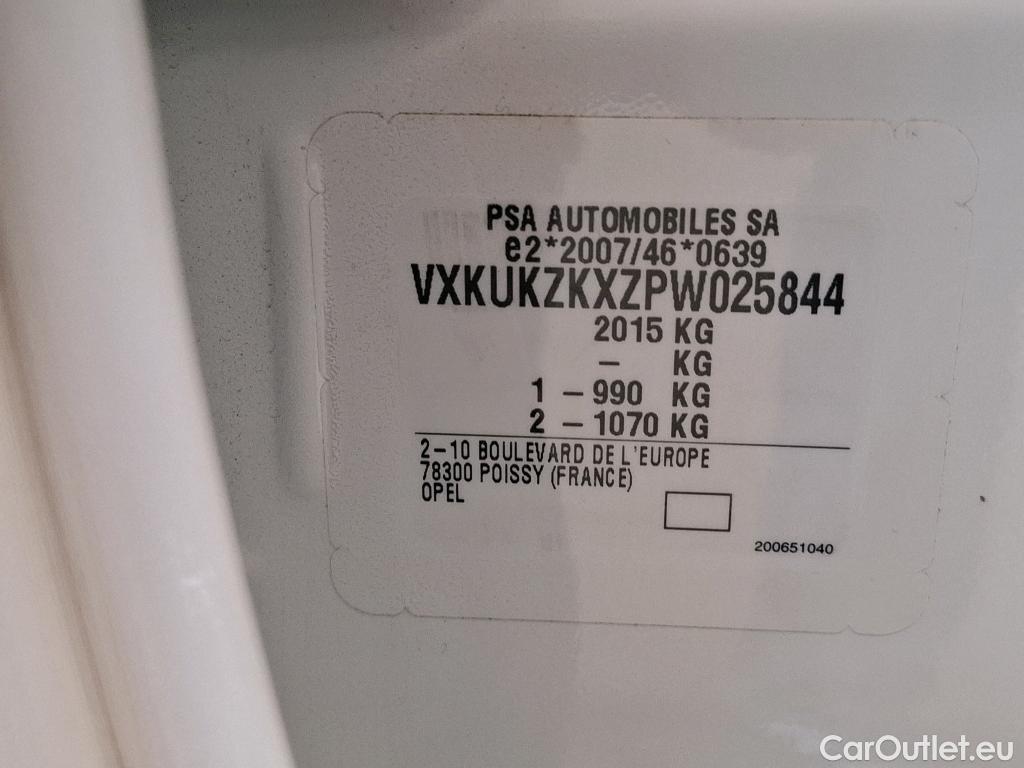 PSA AUTOMOBILES SA
e2*2007/46*0639
VXKUKZKXZPW025844
2015 KG
– KG
1 – 990 KG
2 – 1070 KG
2–10 BOULEVARD DE L'EUROPE
78300 POISSY (FRANCE)
OPEL
200651040
CarOutlet.eu